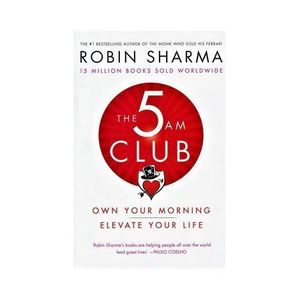 THE #1 BESTSELLING AUTHOR OF THE MONK WHO SOLD HIS FERRARI
ROBIN SHARMA
15 MILLION BOOKS SOLD WORLDWIDE
THE 5 AM
CLUB
OWN YOUR MORNING
ELEVATE YOUR LIFE
'Robin Sharma's books are helping people all over the world
lead great lives' —PAULO COELHO